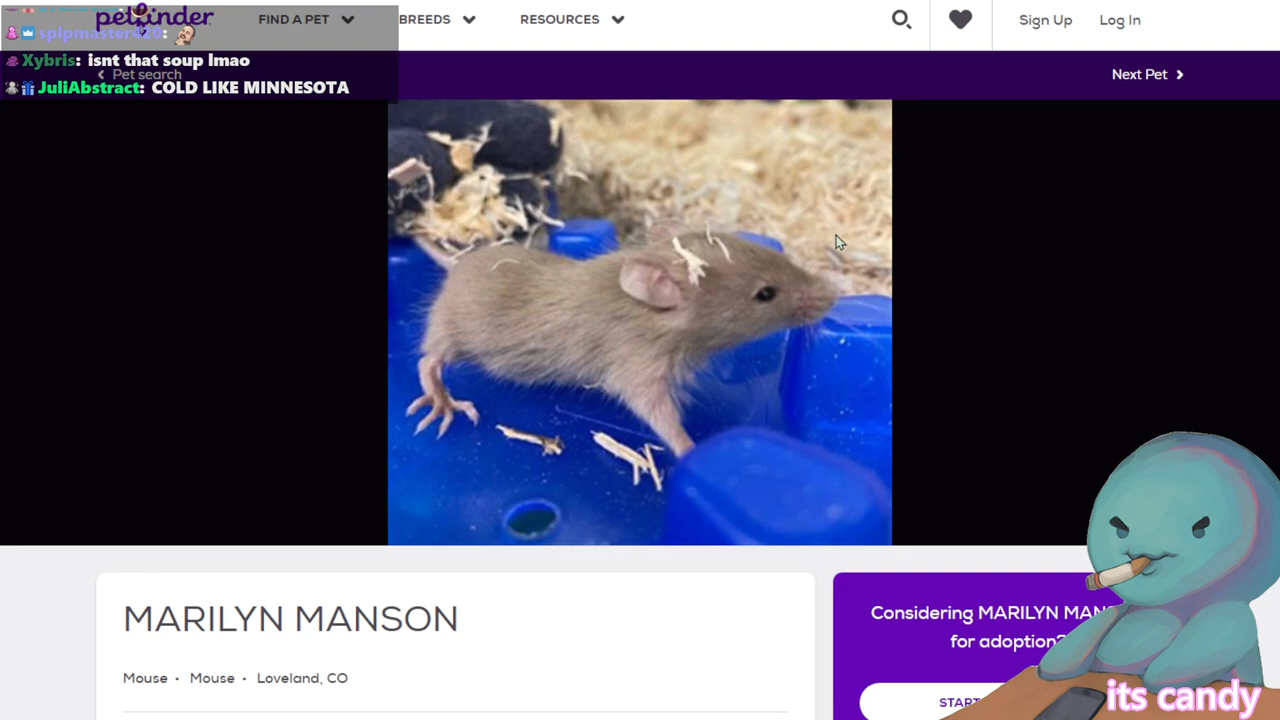 petfinder
FIND A PET
BREEDS
RESOURCES
Sign Up
Log In
spipmaster420:
Xybris: isnt that soup lmao
Pet search
JuliAbstract: COLD LIKE MINNESOTA
Next Pet
MARILYN MANSON
Mouse • Mouse • Loveland, CO
Considering MARILYN MAN
for adoption?
START
its candy